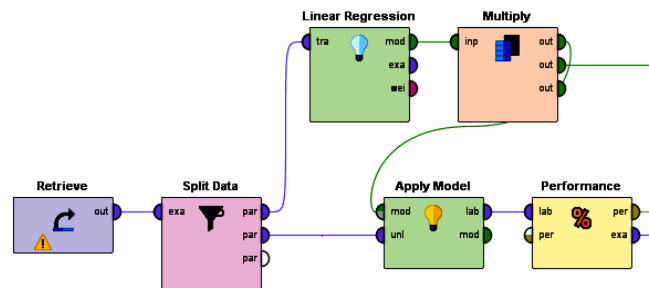 Linear Regression
tra
mod
exa
wei
Multiply
inp
out
out
out
Retrieve
out
Split Data
exa
par
par
par
Apply Model
mod
unl
lab
mod
Performance
lab
per
%
per
exa